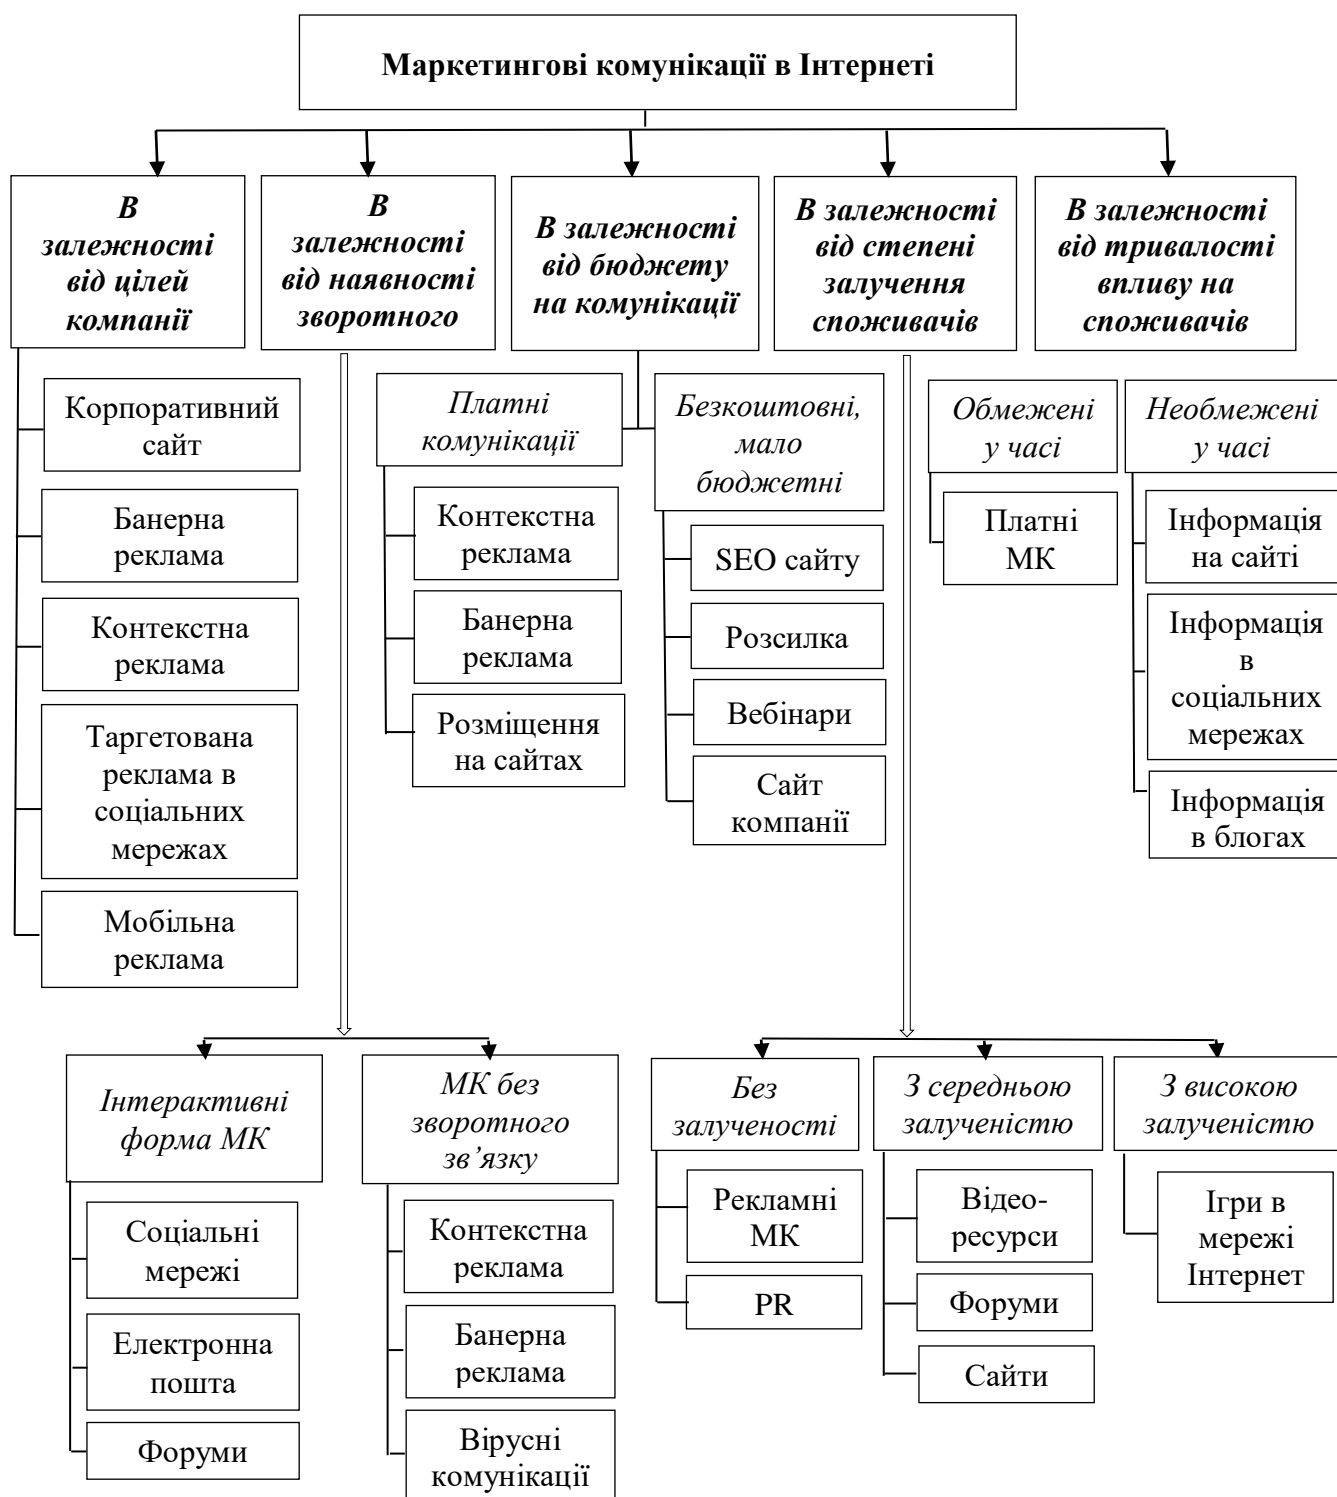 Маркетингові комунікації в Інтернеті
В
залежності
від цілей
компанії
В
залежності
від наявності
зворотного
В залежності
від бюджету
на комунікації
В залежності
від степені
залучення
споживачів
В залежності
від тривалості
впливу на
споживачів
Корпоративний
сайт
Банерна
реклама
Контекстна
реклама
Таргетована
реклама в
соціальних
мережах
Мобільна
реклама
Платні
комунікації
Контекстна
реклама
Банерна
реклама
Розміщення
на сайтах
Безкоштовні,
мало
бюджетні
SEO сайту
Розсилка
Вебінари
Сайт
компанії
Обмежені
у часі
Платні
МК
Необмежені
у часі
Інформація
на сайті
Інформація
в
соціальних
мережах
Інформація
в блогах
Інтерактивні
форма МК
Соціальні
мережі
Електронна
пошта
Форуми
МК без
зворотного
зв’язку
Контекстна
реклама
Банерна
реклама
Вірусні
комунікації
Без
залученості
Рекламні
МК
PR
З середньою
залученістю
Відео-
ресурси
Форуми
Сайти
З високою
залученістю
Ігри в
мережі
Інтернет